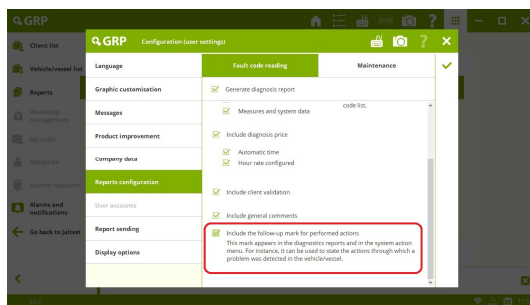 GRP
Client list
Vehicle/vessel list
Reports
Workshop management
My tasks
Reception
Human resources
Alarms and notifications
Go back to Jaltest
GRP Configuration (user settings)
Language
Graphic customisation
Messages
Product improvement
Company data
Reports configuration
User accounts
Report sending
Display options
Fault code reading
Maintenance
Generate diagnosis report
code list.
Measures and system data
Include diagnosis price
Automatic time
Hour rate configured
Include client validation
Include general comments
Include the follow-up mark for performed actions
This mark appears in the diagnostics reports and in the system action
menu. For instance, it can be used to state the actions through which a
problem was detected in the vehicle/vessel.